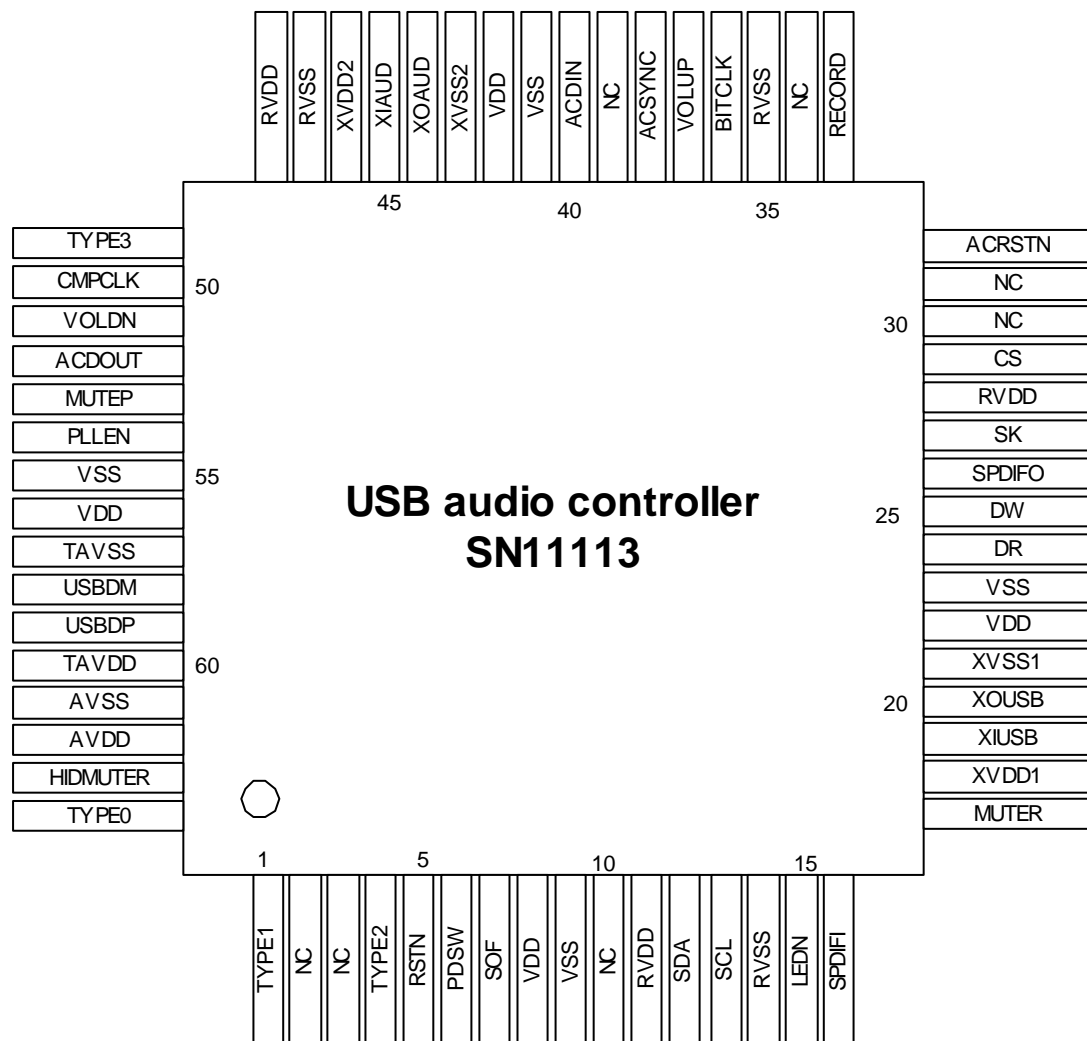 RVDD
RVSS
XVDD2
XIAUD
XOAUD
XVSS2
VDD
VSS
ACDIN
NC
ACSYNC
VOLUP
BITCLK
RVSS
NC
RECORD
45
40
35
TYPE3
CMPCLK
VOLDN
ACDOUT
MUTEP
PLLEN
VSS
VDD
TAVSS
USBDM
USBDP
TAVDD
AVSS
AVDD
HIDMUTER
TYPE0
50
55
60
USB audio controller
SN11113
30
25
20
ACRSTN
NC
NC
CS
RVDD
SK
SPDIFO
DW
DR
VSS
VDD
XVSS1
XOUSB
XIUSB
XVDD1
MUTER
1
5
10
15
TYPE1
NC
NC
TYPE2
RSTN
PDSW
SOF
VDD
VSS
NC
RVDD
SDA
SCL
RVSS
LEDN
SPDIFI